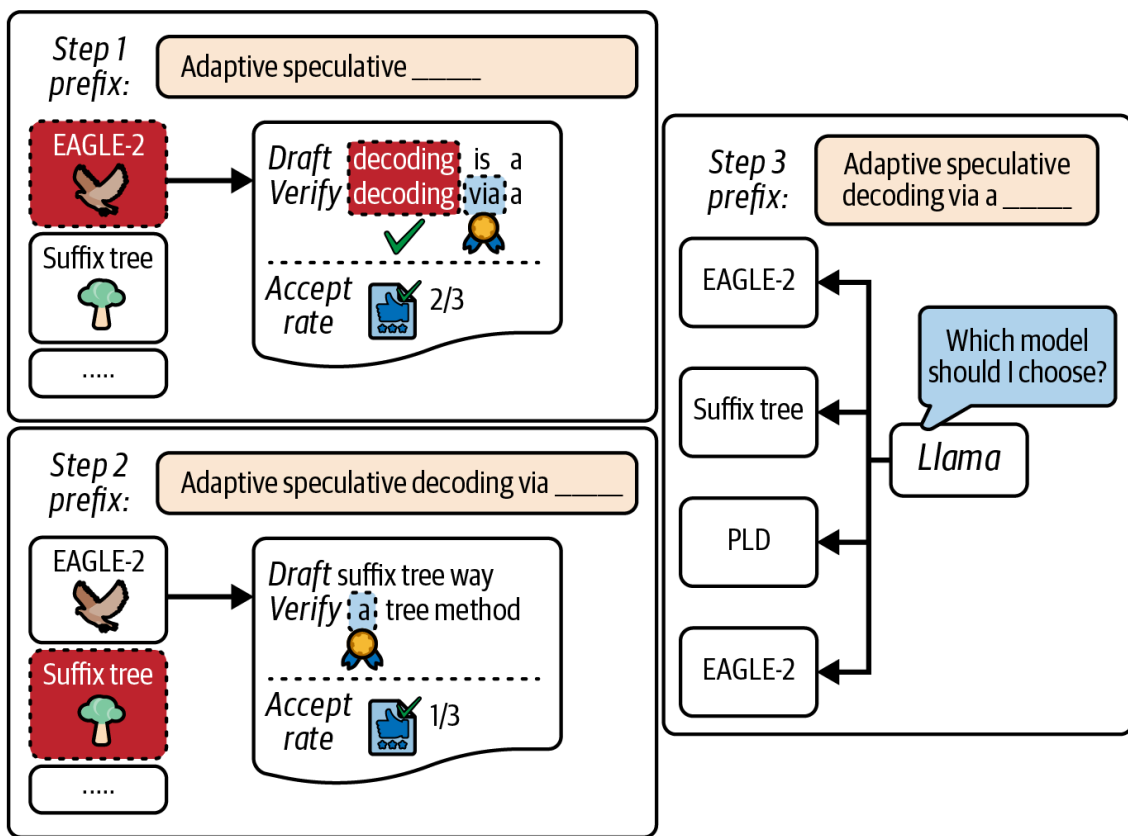 Step 1
prefix:
Adaptive speculative _____
EAGLE-2
Suffix tree
.....
Draft decoding is a
Verify decoding via a
Accept
rate
2/3
Step 2
prefix:
Adaptive speculative decoding via _____
EAGLE-2
Suffix tree
.....
Draft suffix tree way
Verify a tree method
Accept
rate
1/3
Step 3
prefix:
Adaptive speculative
decoding via a _____
EAGLE-2
Suffix tree
PLD
EAGLE-2
Which model
should I choose?
Llama